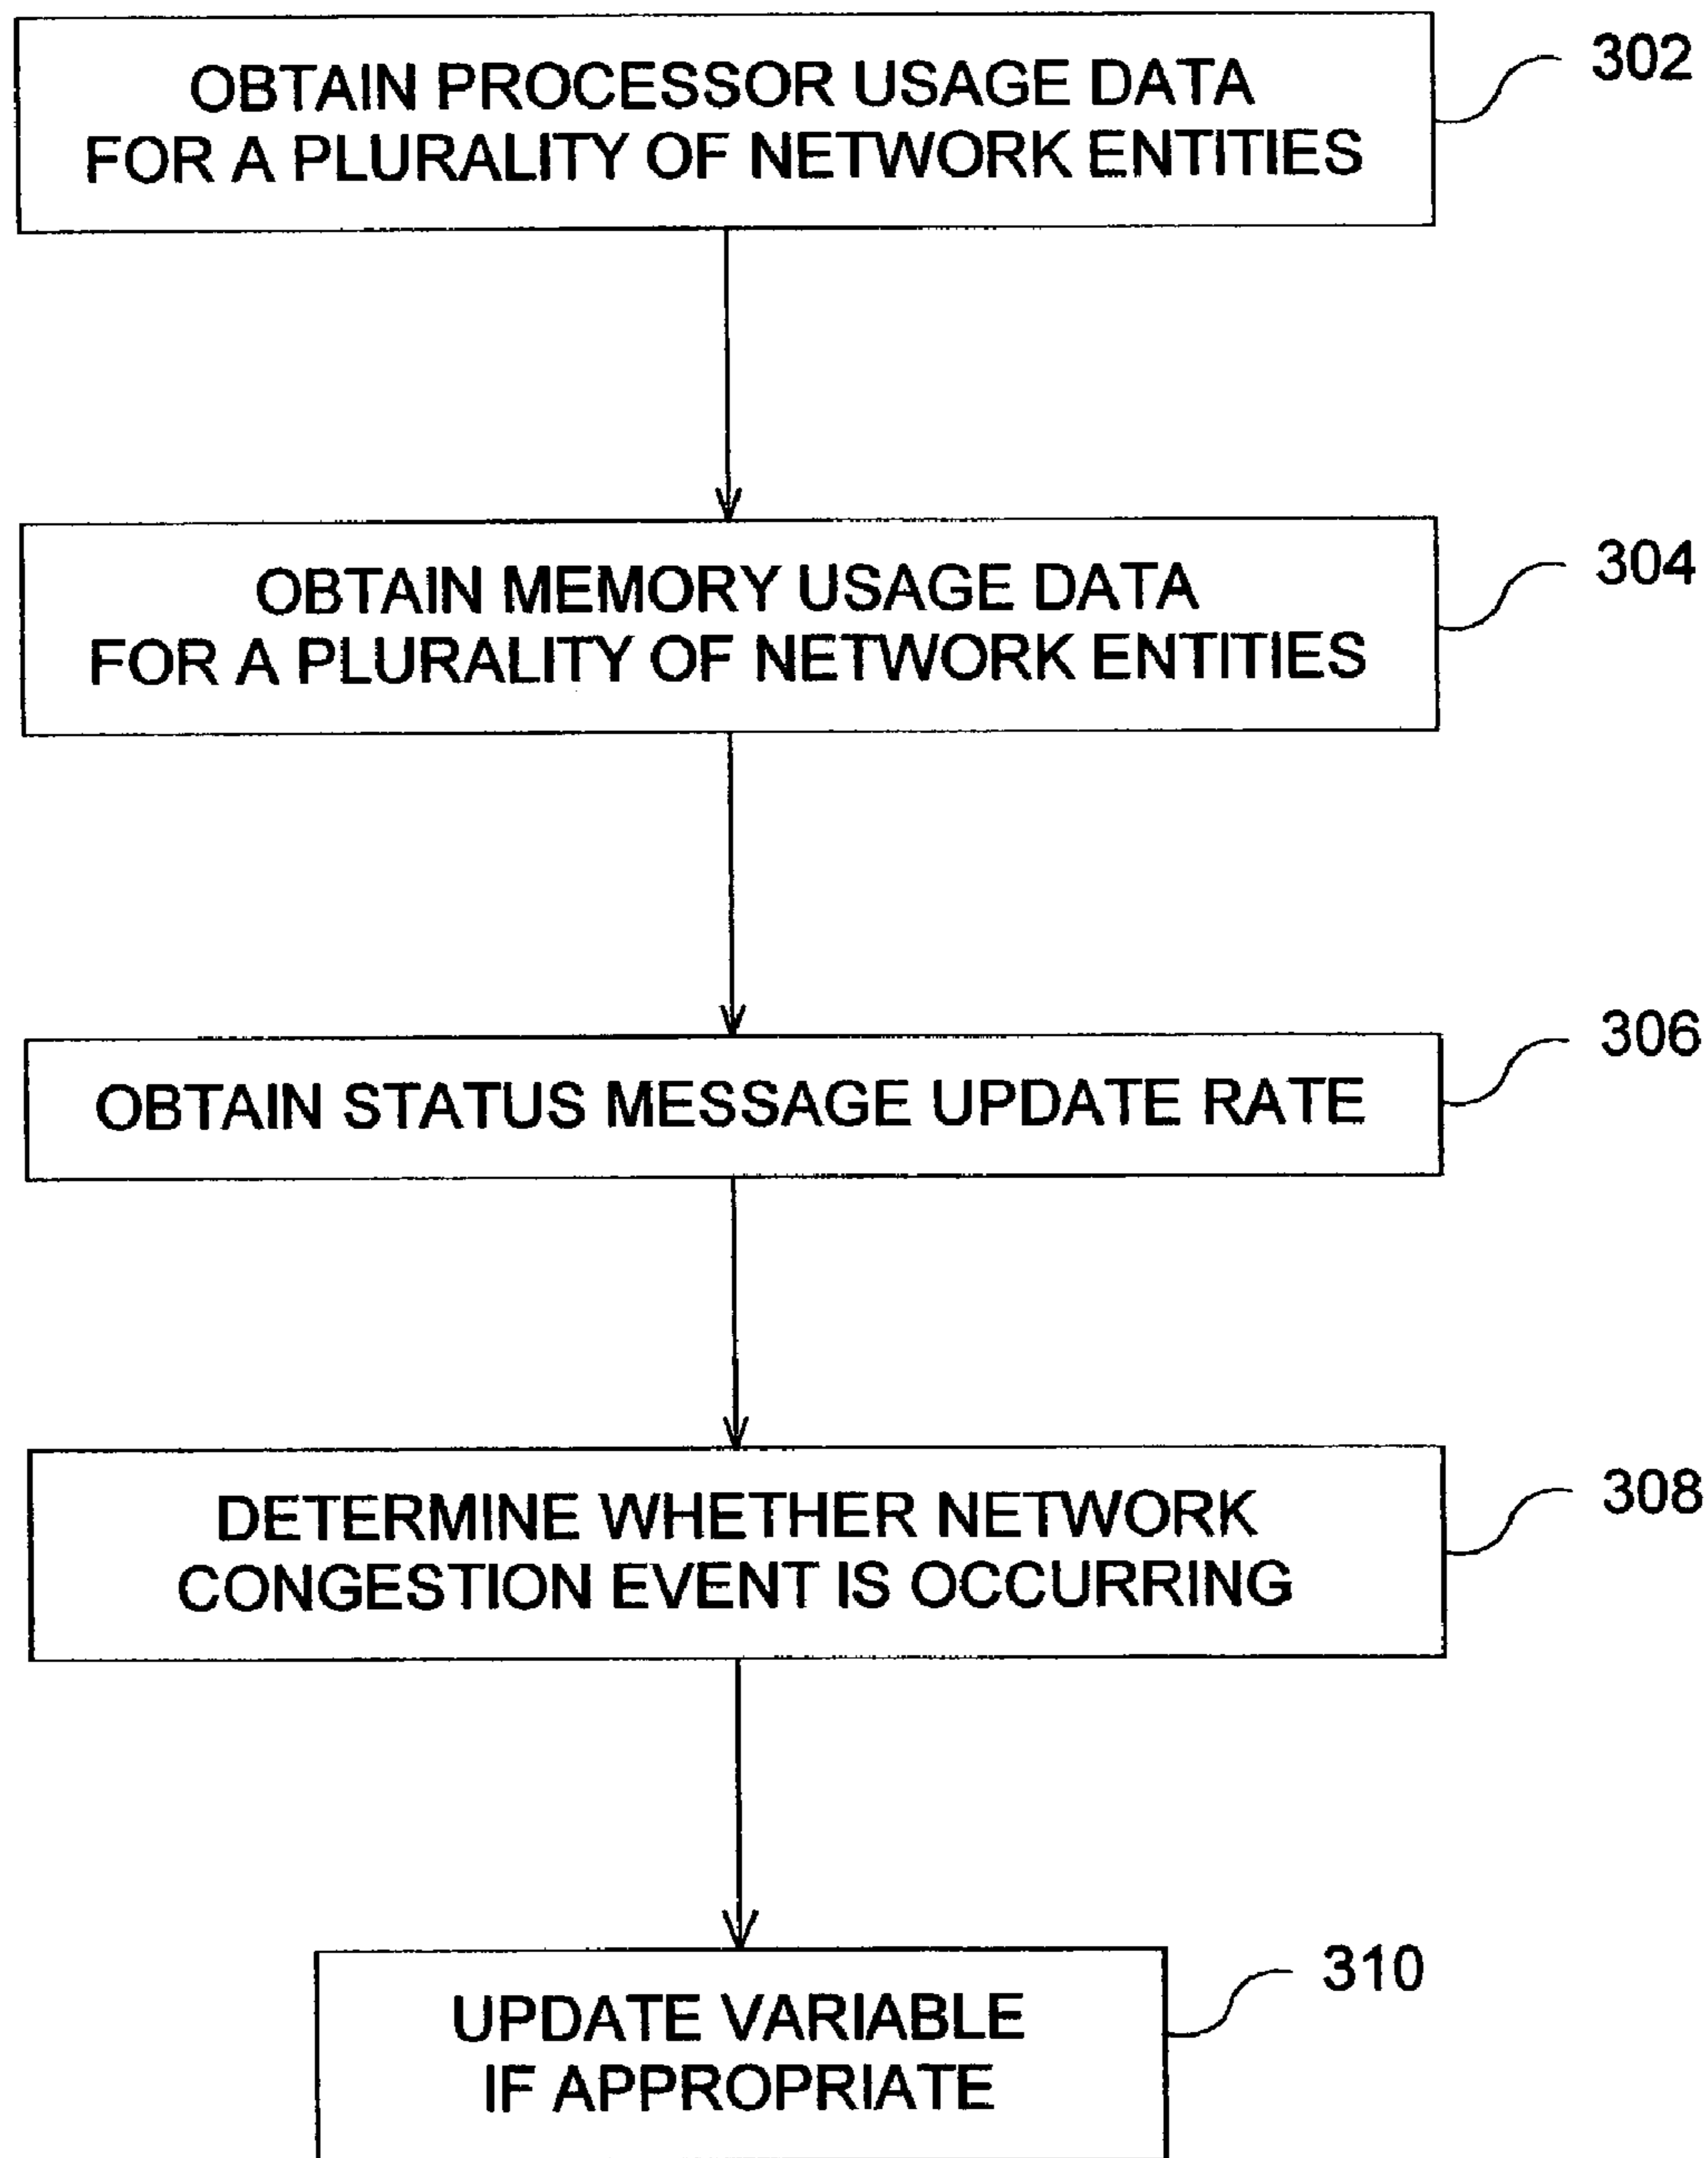 OBTAIN PROCESSOR USAGE DATA
FOR A PLURALITY OF NETWORK ENTITIES
302
OBTAIN MEMORY USAGE DATA
FOR A PLURALITY OF NETWORK ENTITIES
304
OBTAIN STATUS MESSAGE UPDATE RATE
306
DETERMINE WHETHER NETWORK
CONGESTION EVENT IS OCCURRING
308
UPDATE VARIABLE
IF APPROPRIATE
310